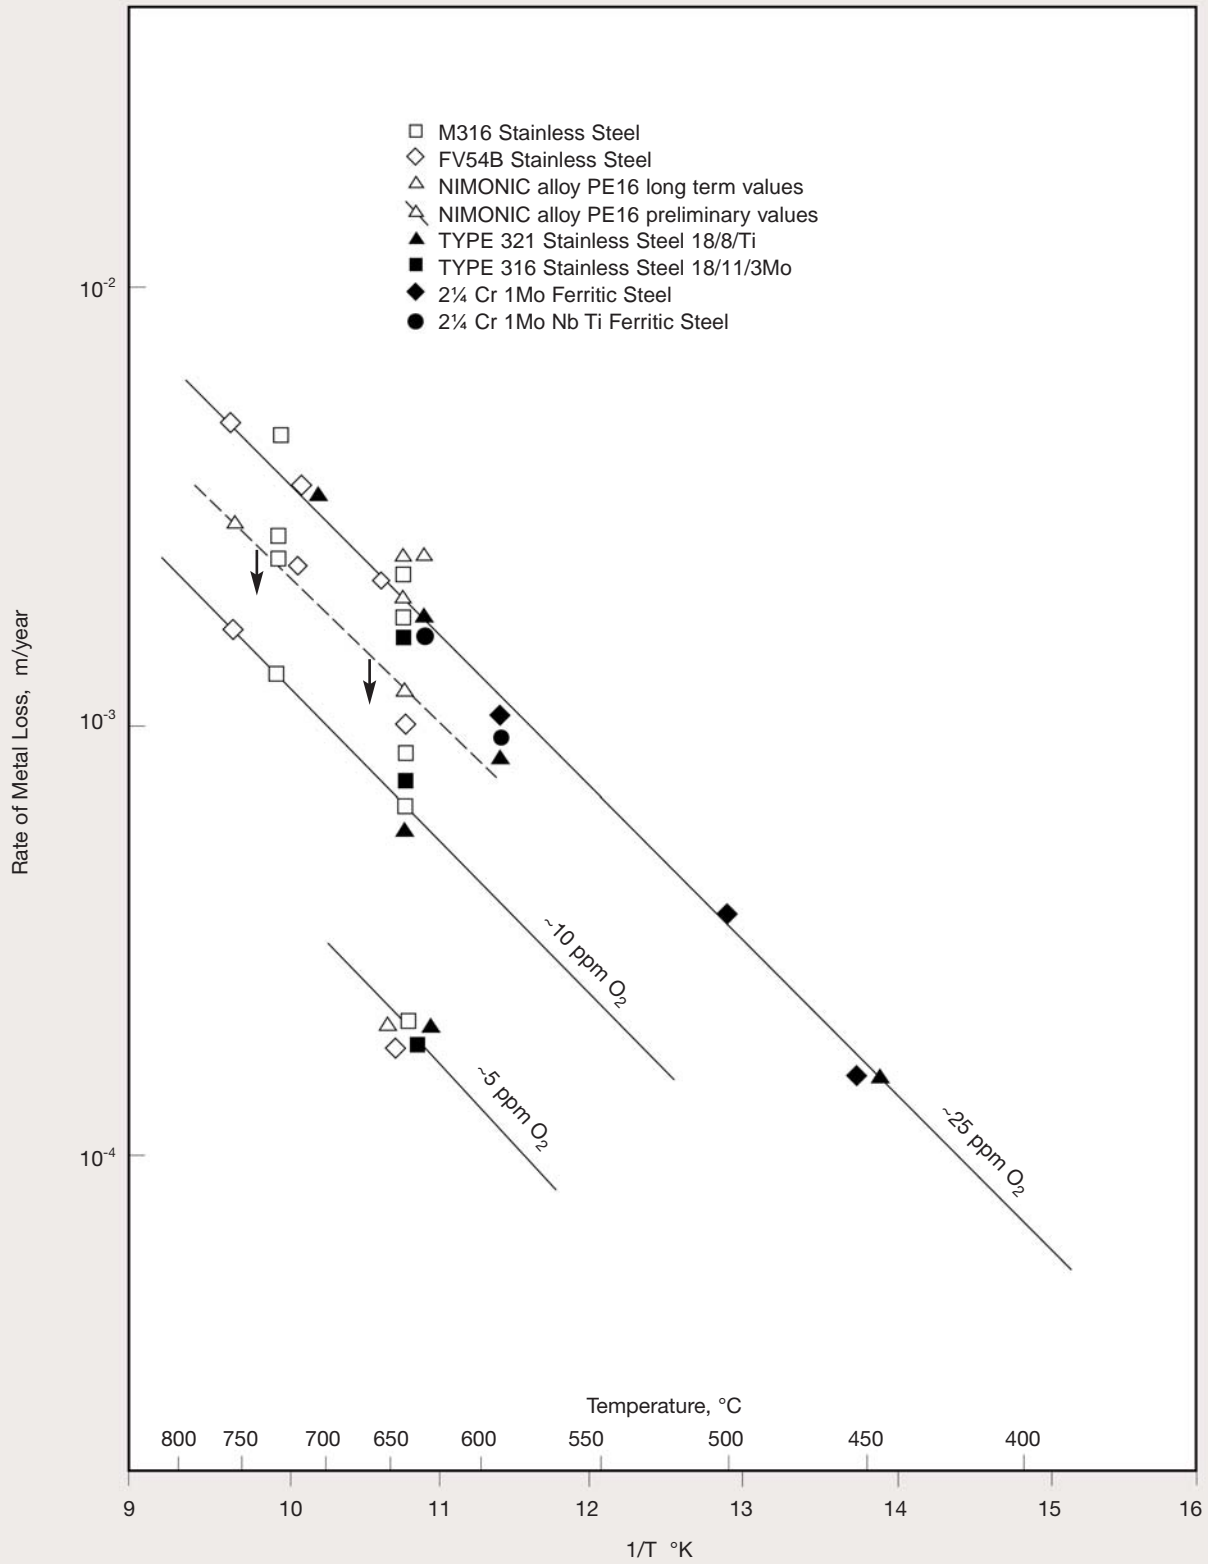 M316 Stainless Steel
FV54B Stainless Steel
NIMONIC alloy PE16 long term values
NIMONIC alloy PE16 preliminary values
TYPE 321 Stainless Steel 18/8/Ti
TYPE 316 Stainless Steel 18/11/3Mo
2¼ Cr 1Mo Ferritic Steel
2¼ Cr 1Mo Nb Ti Ferritic Steel
10-2
10-3
10-4
Rate of Metal Loss, m/year
~10 ppm O2
~5 ppm O2
~25 ppm O2
Temperature, °C
800 750 700 650 600 550 500 450 400
9 10 11 12 13 14 15 16
1/T °K